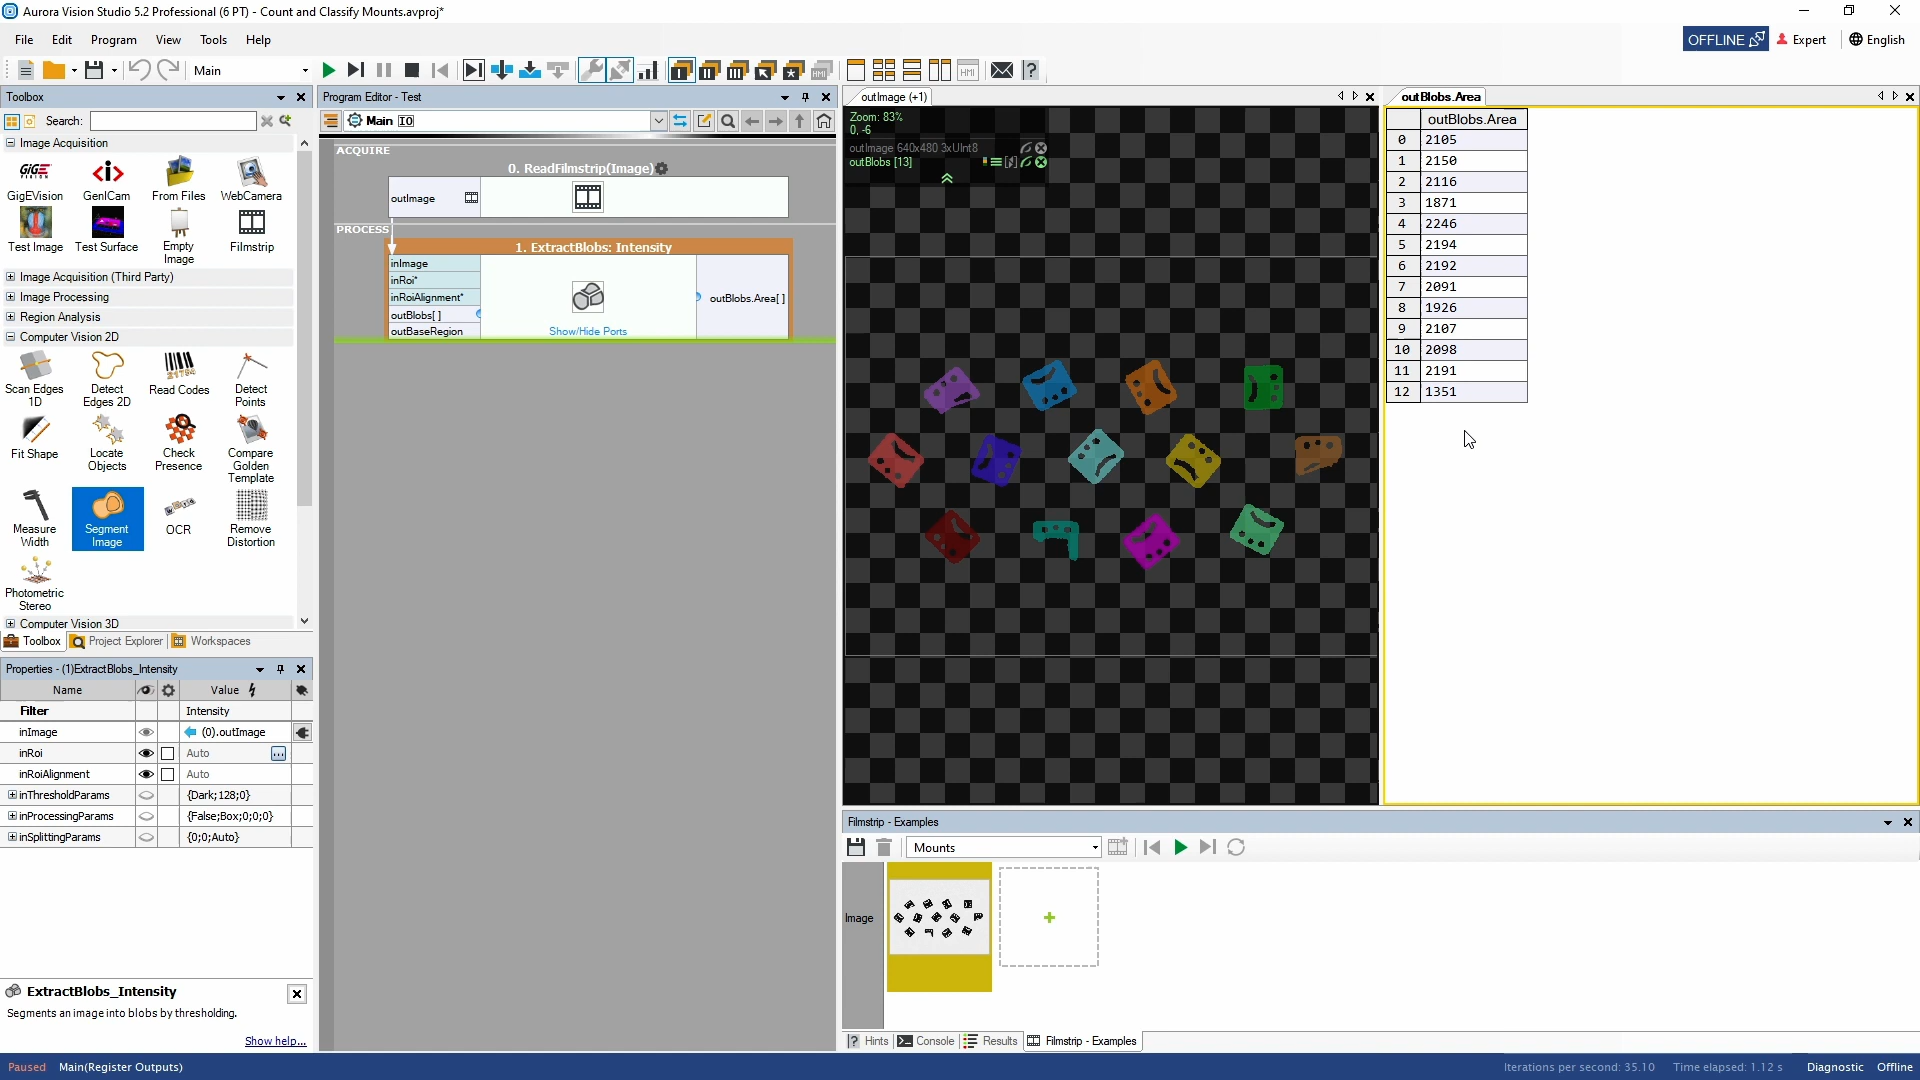 Aurora Vision Studio 5.2 Professional (6 PT) - Count and Classify Mounts.avproj*
File Edit Program View Tools Help
OFFLINE Expert English
Main
HMI HMI
Toolbox
Search:
Image Acquisition
GigEVision GenICam From Files WebCamera
Test Image Test Surface Empty Image Filmstrip
Image Acquisition (Third Party)
Image Processing
Region Analysis
Computer Vision 2D
Scan Edges 1D Detect Edges 2D Read Codes Detect Points
Fit Shape Locate Objects Check Presence Compare Golden Template
Measure Width Segment Image OCR Remove Distortion
Photometric Stereo
Computer Vision 3D
Toolbox Project Explorer Workspaces
Properties - (1)ExtractBlobs_Intensity
Name Value
Filter Intensity
inImage (0).outImage
inRoi Auto
inRoiAlignment Auto
inThresholdParams {Dark;128;0}
inProcessingParams {False;Box;0;0;0}
inSplittingParams {0;0;Auto}
ExtractBlobs_Intensity
Segments an image into blobs by thresholding.
Show help...
Program Editor - Test
Main IO
ACQUIRE
0. ReadFilmstrip(Image)
outImage
PROCESS
1. ExtractBlobs: Intensity
inImage
inRoi*
inRoiAlignment*
outBlobs[ ]
outBaseRegion
Show/Hide Ports
outBlobs.Area[ ]
outImage (+1)
Zoom: 83%
0, -6
outImage 640x480 3xUInt8
outBlobs [13]
outBlobs.Area
outBlobs.Area
0 2105
1 2150
2 2116
3 1871
4 2246
5 2194
6 2192
7 2091
8 1926
9 2107
10 2098
11 2191
12 1351
Filmstrip - Examples
Mounts
Image
Hints Console Results Filmstrip - Examples
Paused Main(Register Outputs)
Iterations per second: 35.10 Time elapsed: 1.12 s Diagnostic Offline